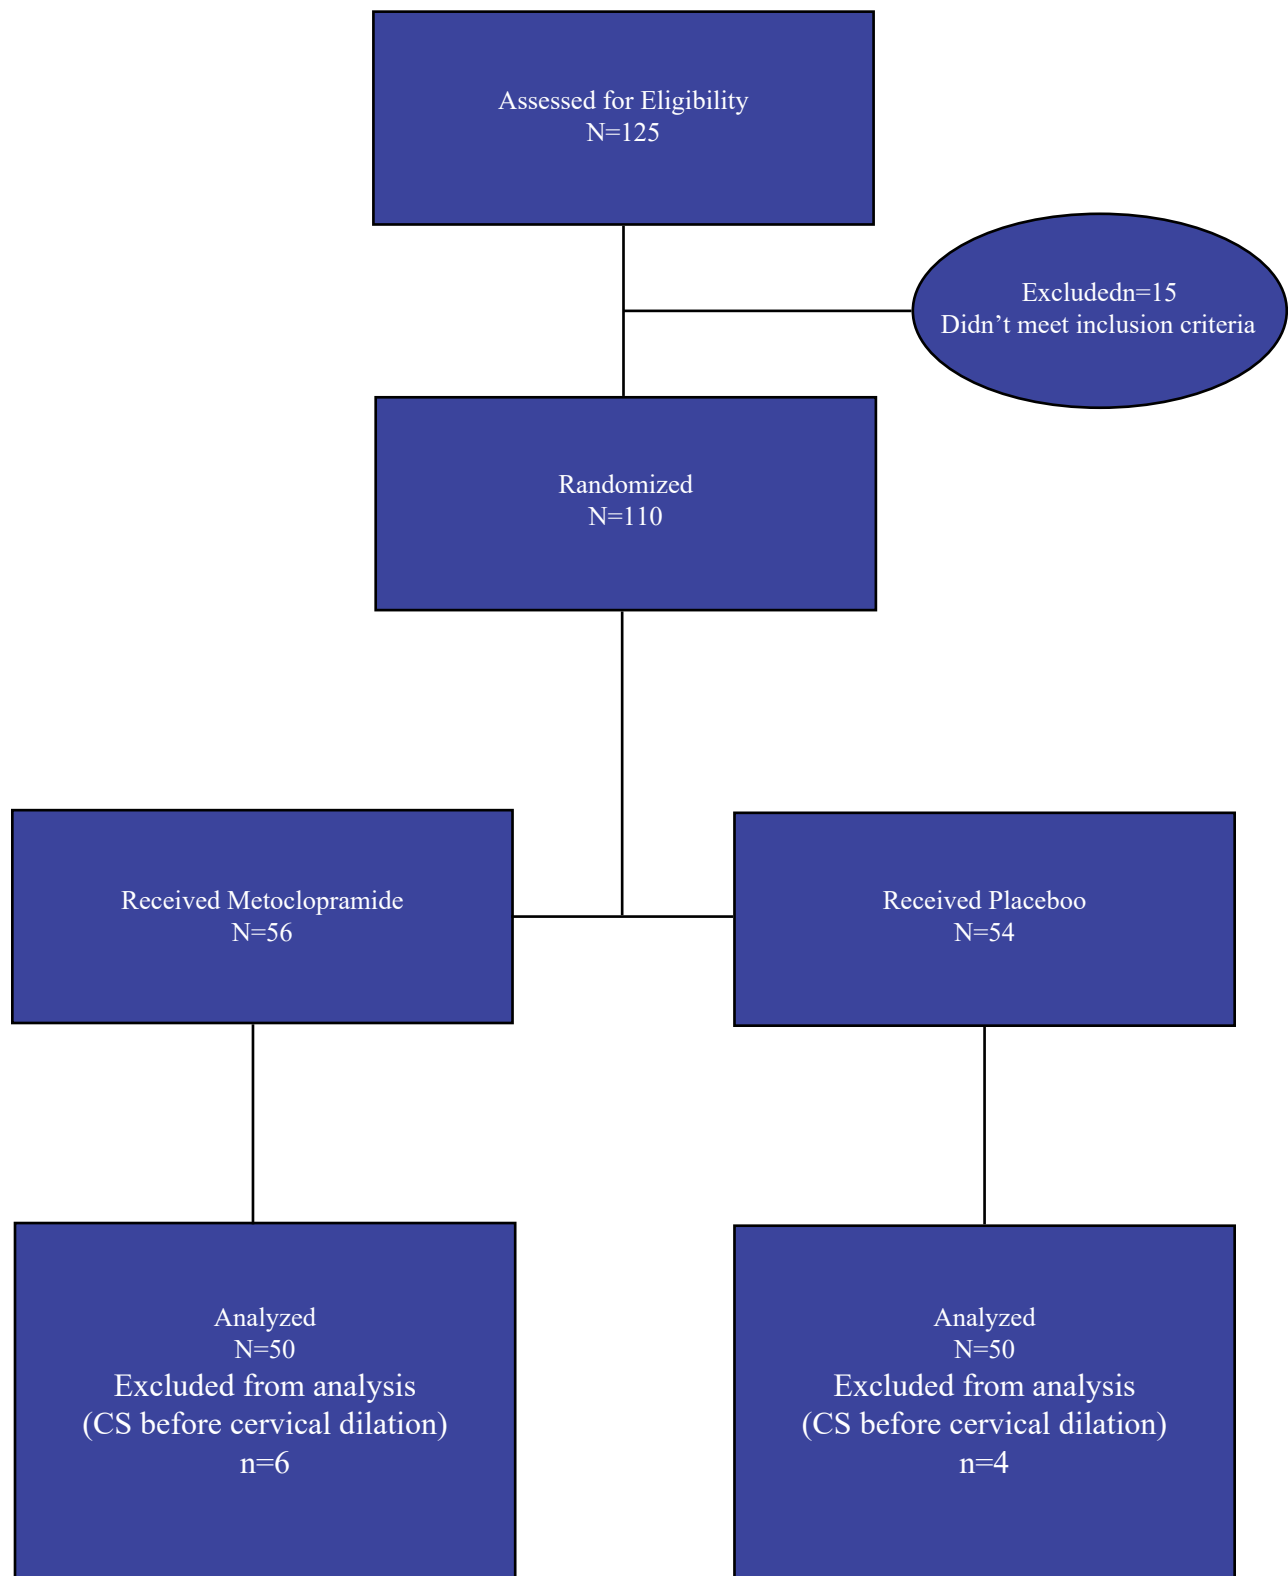 Assessed for Eligibility
N=125
Excludedn=15
Didn’t meet inclusion criteria
Randomized
N=110
Received Metoclopramide
N=56
Received Placeboo
N=54
Analyzed
N=50
Excluded from analysis
(CS before cervical dilation)
n=6
Analyzed
N=50
Excluded from analysis
(CS before cervical dilation)
n=4